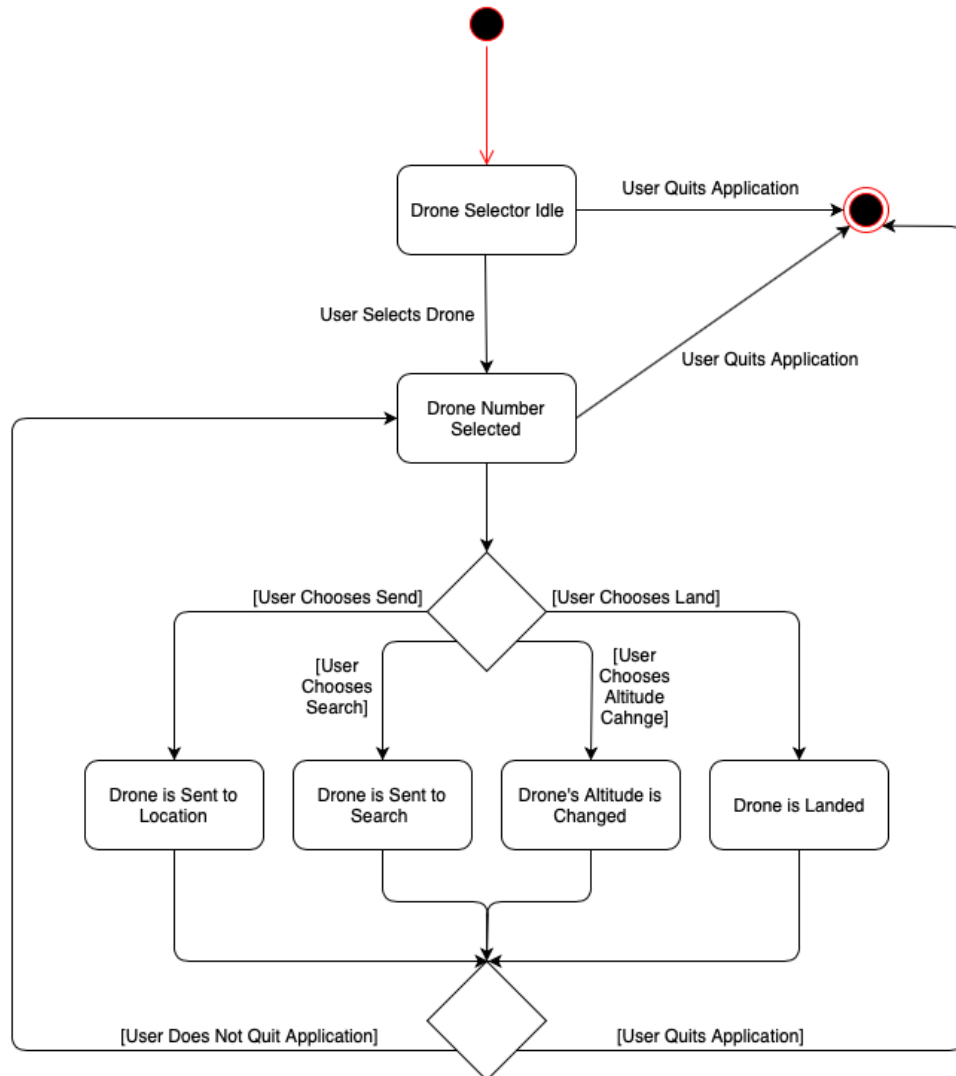 Drone Selector Idle
User Quits Application
User Selects Drone
User Quits Application
Drone Number
Selected
[User Chooses Send]
[User Chooses Land]
[User
Chooses
Search]
[User
Chooses
Altitude
Cahnge]
Drone is Sent to
Location
Drone is Sent to
Search
Drone's Altitude is
Changed
Drone is Landed
[User Does Not Quit Application]
[User Quits Application]